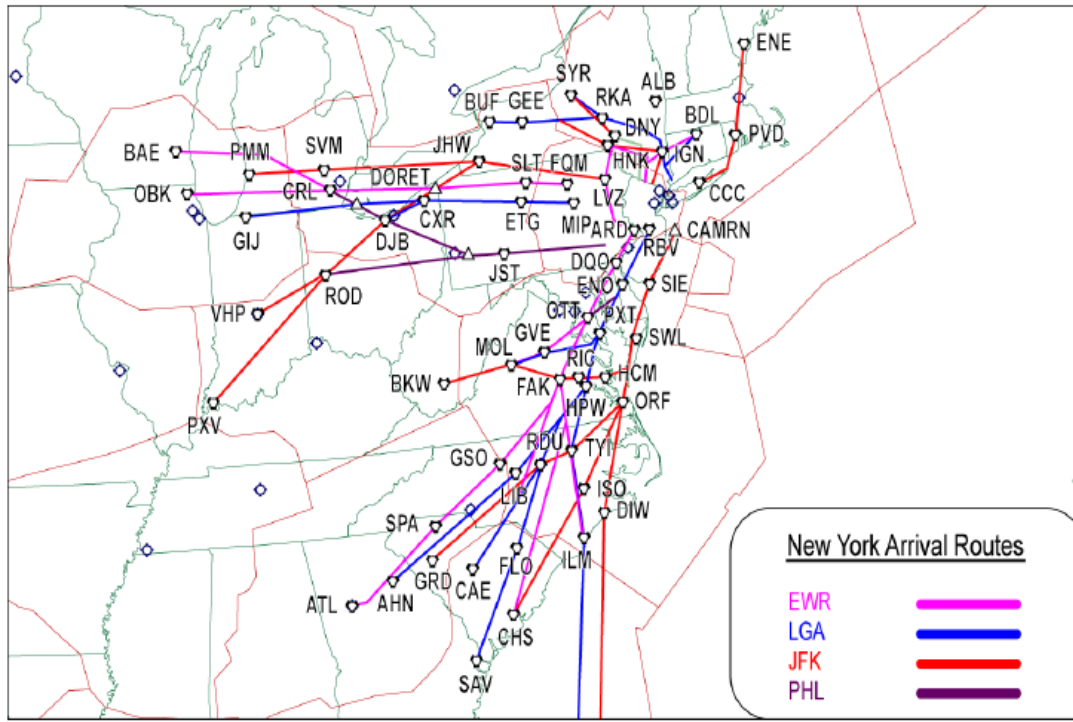 ENE
SYR
ALB
RKA
BUF
GEE
BDL
DNY
PVD
JHW
BAE
PMM
SVM
HNK
IGN
SLT
FQM
DORET
CRL
OBK
LVZ
CCC
CXR
ETG
MIP
ARD
CAMRN
GIJ
DJB
RBV
JST
DQO
ROD
ENO
SIE
VHP
OTT
PXT
GVE
SWL
MOL
RIC
BKW
FAK
HCM
HPW
ORF
PXV
RDU
TYI
GSO
LIB
ISO
DIW
SPA
ILM
FLO
GRD
CAE
AHN
ATL
CHS
SAV
New York Arrival Routes
EWR
LGA
JFK
PHL